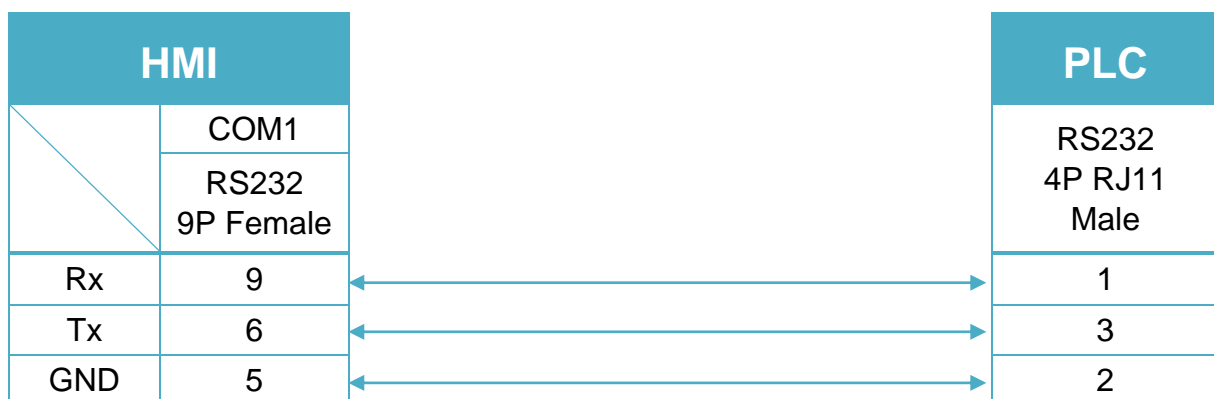 HMI PLC
COM1
RS232
9P Female
RS232
4P RJ11
Male
Rx 9 1
Tx 6 3
GND 5 2